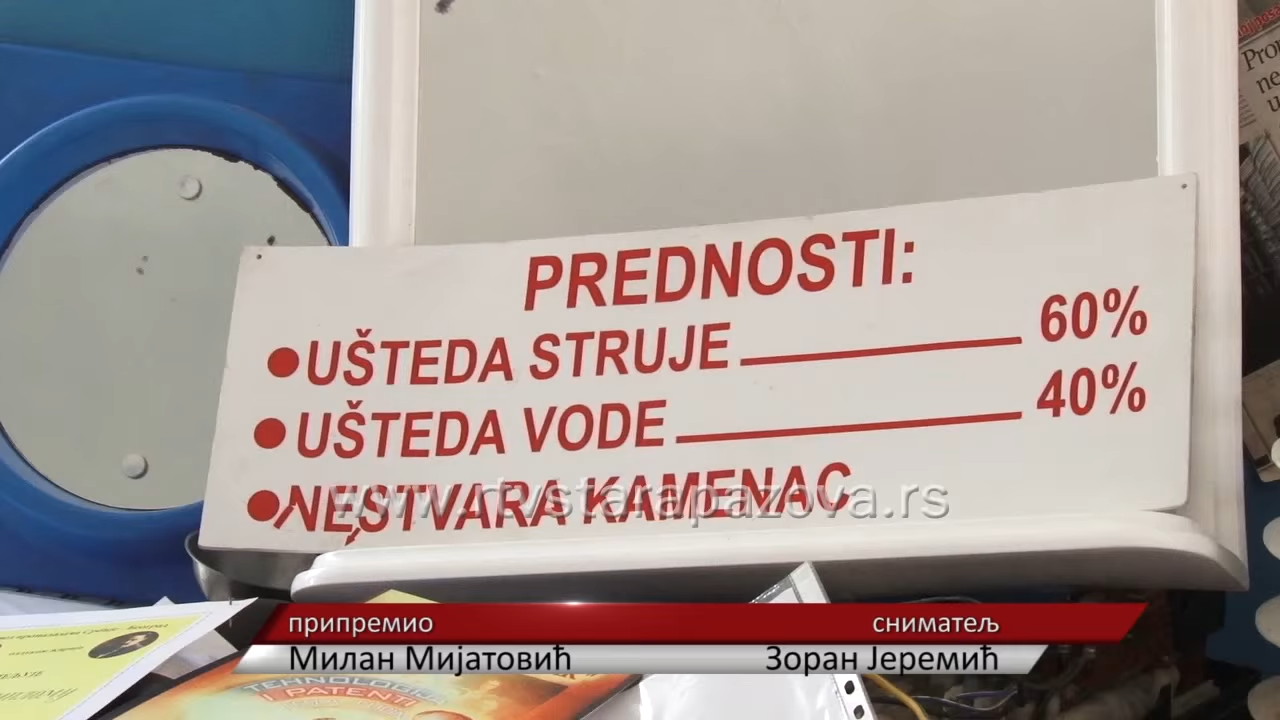 PREDNOSTI:
● UŠTEDA STRUJE 60%
● UŠTEDA VODE 40%
● NE STVARA KAMENAC
www.rtvstarapazova.rs
припремио сниматељ
Милан Мијатовић Зоран Јеремић
TEHNOLOGIJE
I PATENTI